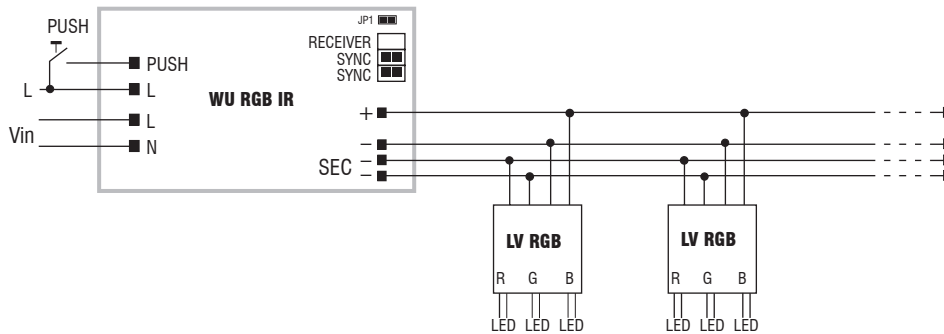 JP1
PUSH
RECEIVER
SYNC
SYNC
PUSH
L
L
WU RGB IR
+
L
Vin
N
–
–
SEC
–
LV RGB
LV RGB
R G B
R G B
LED LED LED
LED LED LED